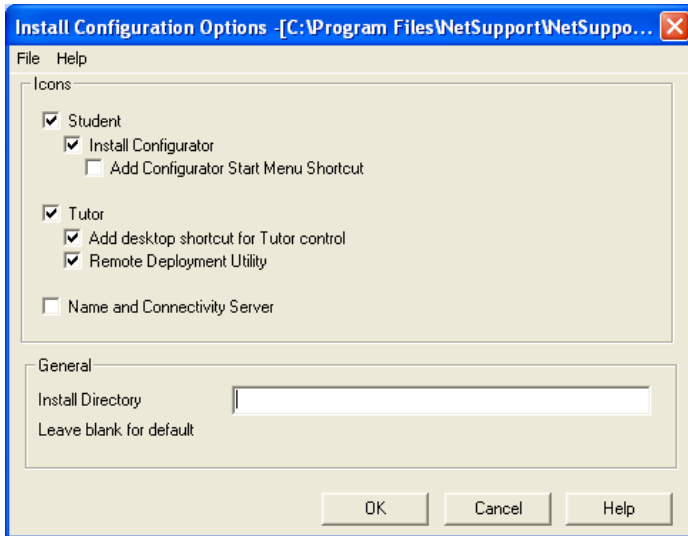 Install Configuration Options -[C:\Program Files\NetSupport\NetSuppo...
File Help
Icons
Student
Install Configurator
Add Configurator Start Menu Shortcut
Tutor
Add desktop shortcut for Tutor control
Remote Deployment Utility
Name and Connectivity Server
General
Install Directory
Leave blank for default
OK Cancel Help